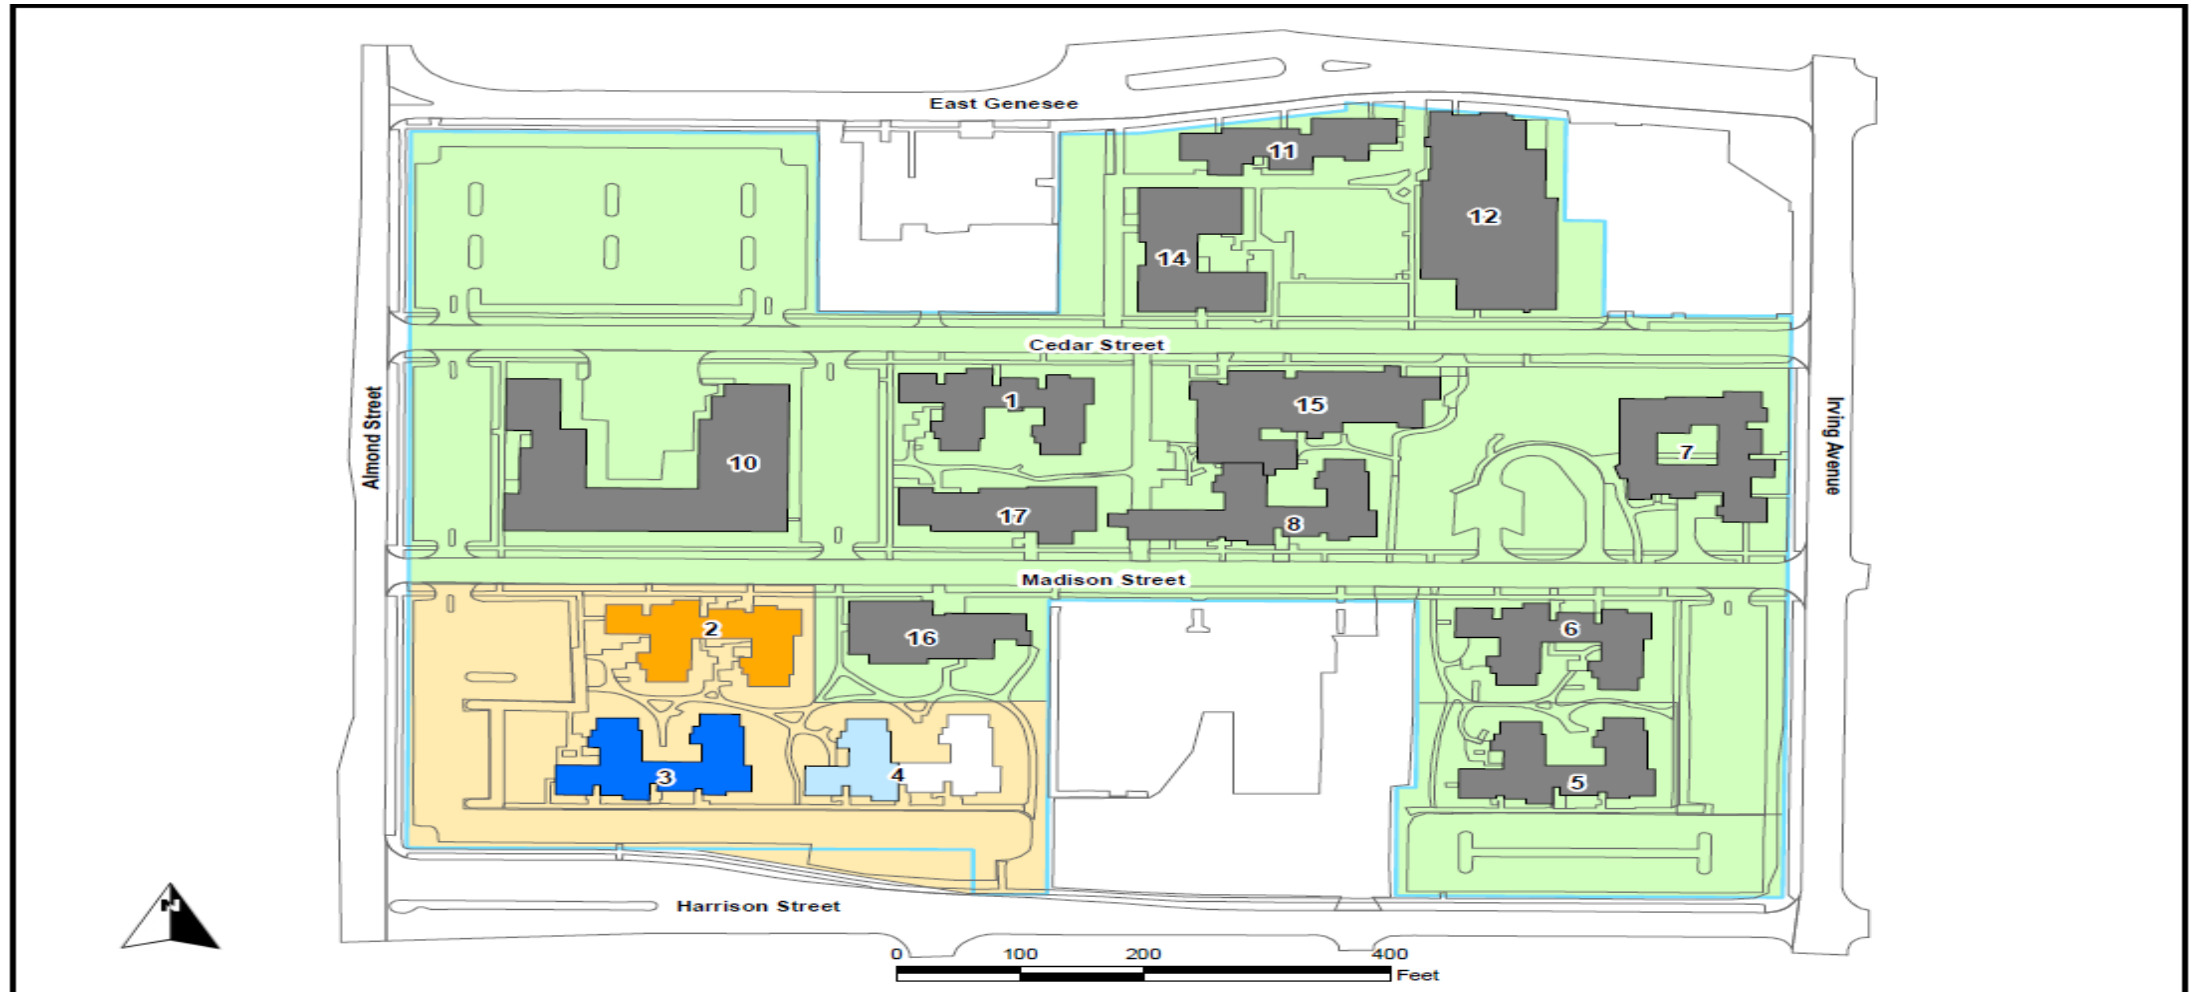 East Genesee
11
12
14
Cedar Street
Almond Street
1
15
Irving Avenue
10
7
17
8
Madison Street
2
16
6
3
4
5
N
Harrison Street
0 100 200 400
Feet